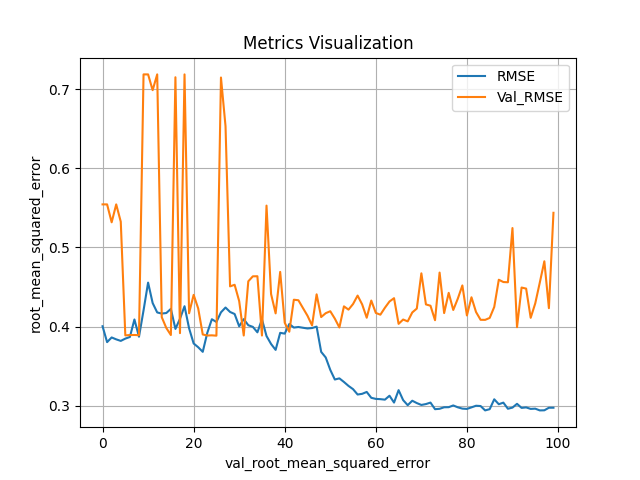 Metrics Visualization
RMSE
Val_RMSE
root_mean_squared_error
0.7
0.6
0.5
0.4
0.3
0 20 40 60 80 100
val_root_mean_squared_error